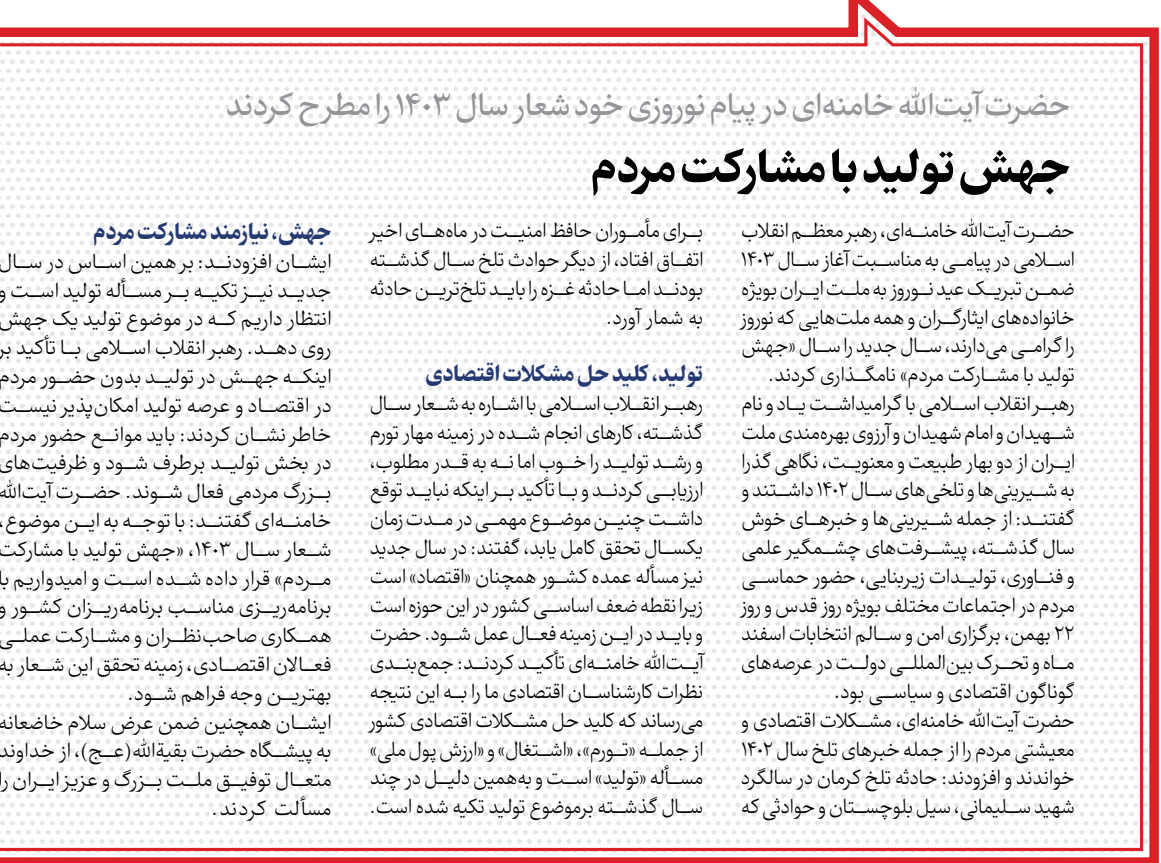 حضرت آیت‌الله خامنه‌ای در پیام نوروزی خود شعار سال ۱۴۰۳ را مطرح کردند
جهش تولید با مشارکت مردم
حضرت آیت‌الله خامنه‌ای، رهبر معظم انقلاب
اسلامی در پیامی به مناسبت آغاز سال ۱۴۰۳
ضمن تبریک عید نوروز به ملت ایران بویژه
خانواده‌های ایثارگران و همه ملت‌هایی که نوروز
را گرامی می‌دارند، سال جدید را سال «جهش
تولید با مشارکت مردم» نامگذاری کردند.
رهبر انقلاب اسلامی با گرامیداشت یاد و نام
شهیدان و امام شهیدان و آرزوی بهره‌مندی ملت
ایران از دو بهار طبیعت و معنویت، نگاهی گذرا
به شیرینی‌ها و تلخی‌های سال ۱۴۰۲ داشتند و
گفتند: از جمله شیرینی‌ها و خبرهای خوش
سال گذشته، پیشرفت‌های چشمگیر علمی
و فناوری، تولیدات زیربنایی، حضور حماسی
مردم در اجتماعات مختلف بویژه روز قدس و روز
۲۲ بهمن، برگزاری امن و سالم انتخابات اسفند
ماه و تحرک بین‌المللی دولت در عرصه‌های
گوناگون اقتصادی و سیاسی بود.
حضرت آیت‌الله خامنه‌ای، مشکلات اقتصادی و
معیشتی مردم را از جمله خبرهای تلخ سال ۱۴۰۲
خواندند و افزودند: حادثه تلخ کرمان در سالگرد
شهید سلیمانی، سیل بلوچستان و حوادثی که
برای مأموران حافظ امنیت در ماه‌های اخیر
اتفاق افتاد، از دیگر حوادث تلخ سال گذشته
بودند اما حادثه غزه را باید تلخ‌ترین حادثه
به شمار آورد.
تولید، کلید حل مشکلات اقتصادی
رهبر انقلاب اسلامی با اشاره به شعار سال
گذشته، کارهای انجام شده در زمینه مهار تورم
و رشد تولید را خوب اما نه به قدر مطلوب،
ارزیابی کردند و با تأکید بر اینکه نباید توقع
داشت چنین موضوع مهمی در مدت زمان
یکسال تحقق کامل یابد، گفتند: در سال جدید
نیز مسأله عمده کشور همچنان «اقتصاد» است
زیرا نقطه ضعف اساسی کشور در این حوزه است
و باید در این زمینه فعال عمل شود. حضرت
آیت‌الله خامنه‌ای تأکید کردند: جمع‌بندی
نظرات کارشناسان اقتصادی ما را به این نتیجه
می‌رساند که کلید حل مشکلات اقتصادی کشور
از جمله «تورم»، «اشتغال» و «ارزش پول ملی»
مسأله «تولید» است و به‌همین دلیل در چند
سال گذشته برموضوع تولید تکیه شده است.
جهش، نیازمند مشارکت مردم
ایشان افزودند: بر همین اساس در سال
جدید نیز تکیه بر مسأله تولید است و
انتظار داریم که در موضوع تولید یک جهش
روی دهد. رهبر انقلاب اسلامی با تأکید بر
اینکه جهش در تولید بدون حضور مردم
در اقتصاد و عرصه تولید امکان‌پذیر نیست
خاطر نشان کردند: باید موانع حضور مردم
در بخش تولید برطرف شود و ظرفیت‌های
بزرگ مردمی فعال شوند. حضرت آیت‌الله
خامنه‌ای گفتند: با توجه به این موضوع،
شعار سال ۱۴۰۳، «جهش تولید با مشارکت
مردم» قرار داده شده است و امیدواریم با
برنامه‌ریزی مناسب برنامه‌ریزان کشور و
همکاری صاحب‌نظران و مشارکت عملی
فعالان اقتصادی، زمینه تحقق این شعار به
بهترین وجه فراهم شود.
ایشان همچنین ضمن عرض سلام خاضعانه
به پیشگاه حضرت بقیةالله (عج)، از خداوند
متعال توفیق ملت بزرگ و عزیز ایران را
مسألت کردند.